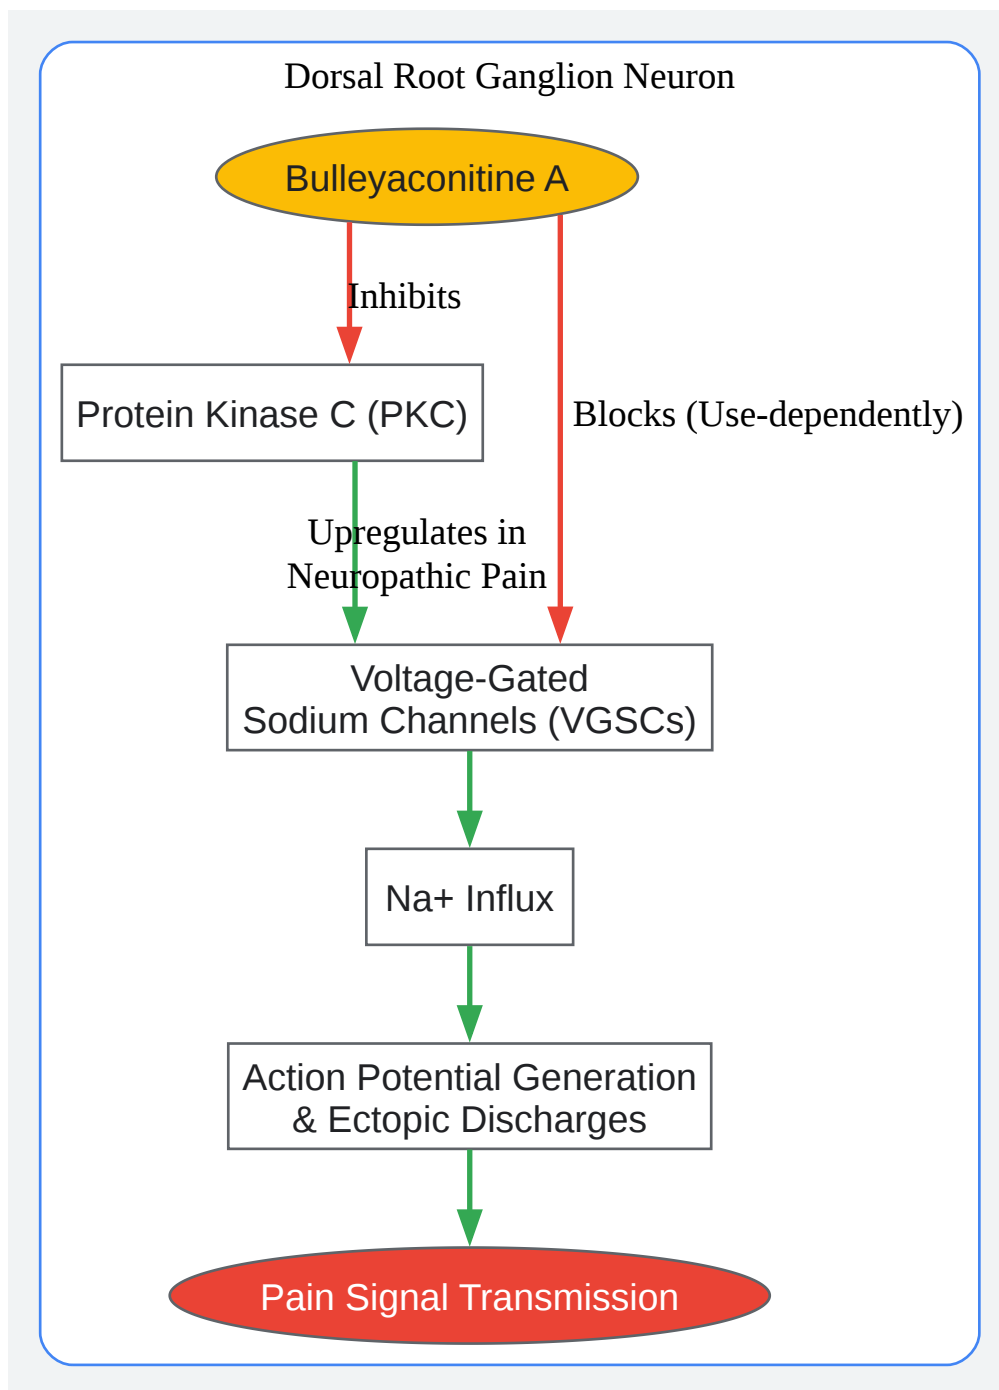 Dorsal Root Ganglion Neuron
Bulleyaconitine A
Inhibits
Protein Kinase C (PKC)
Blocks (Use-dependently)
Upregulates in
Neuropathic Pain
Voltage-Gated
Sodium Channels (VGSCs)
Na+ Influx
Action Potential Generation
& Ectopic Discharges
Pain Signal Transmission